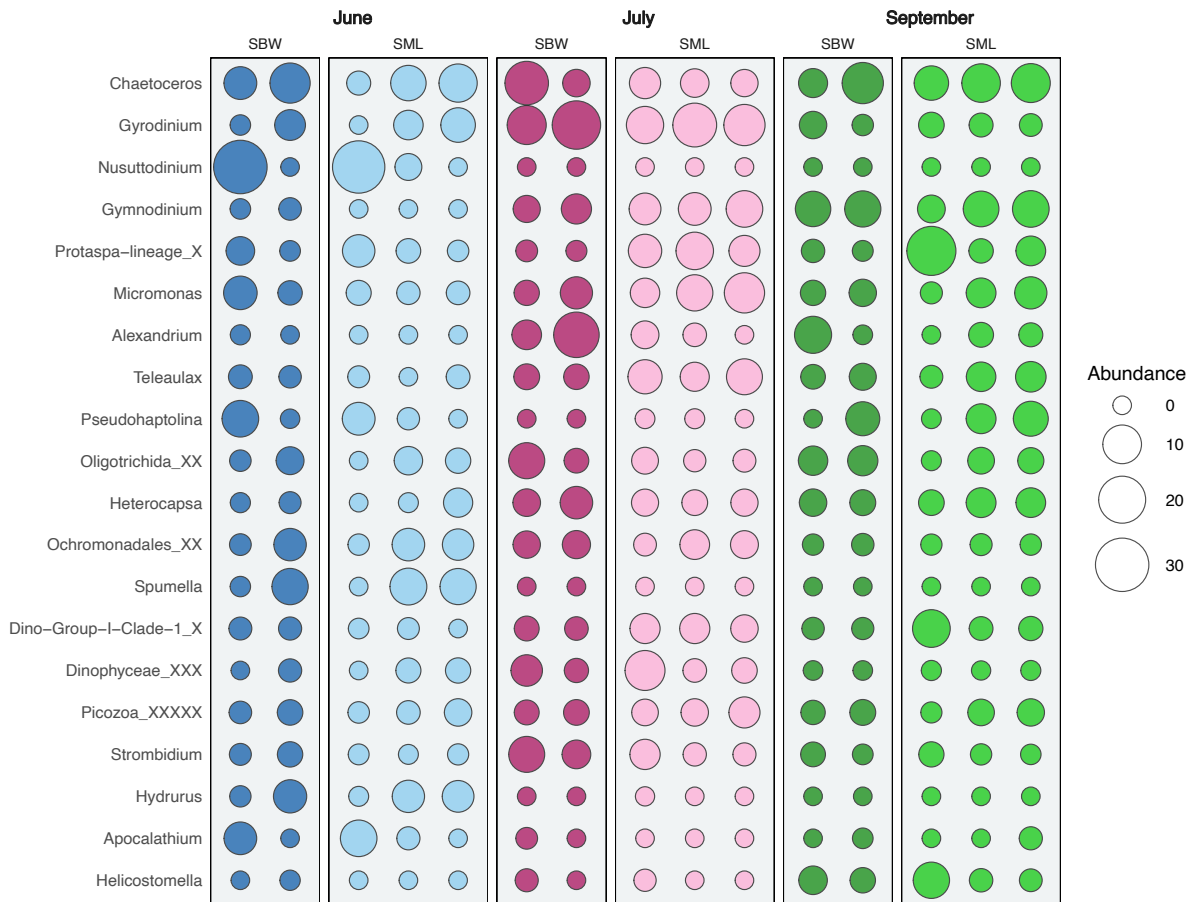 June July September
SBW SML SBW SML SBW SML
Chaetoceros
Gyrodinium
Nusuttodinium
Gymnodinium
Protaspa-lineage_X
Micromonas
Alexandrium
Teleaulax
Pseudohaptolina
Oligotrichida_XX
Heterocapsa
Ochromonadales_XX
Spumella
Dino-Group-I-Clade-1_X
Dinophyceae_XXX
Picozoa_XXXXX
Strombidium
Hydrurus
Apocalathium
Helicostomella
Abundance
0
10
20
30